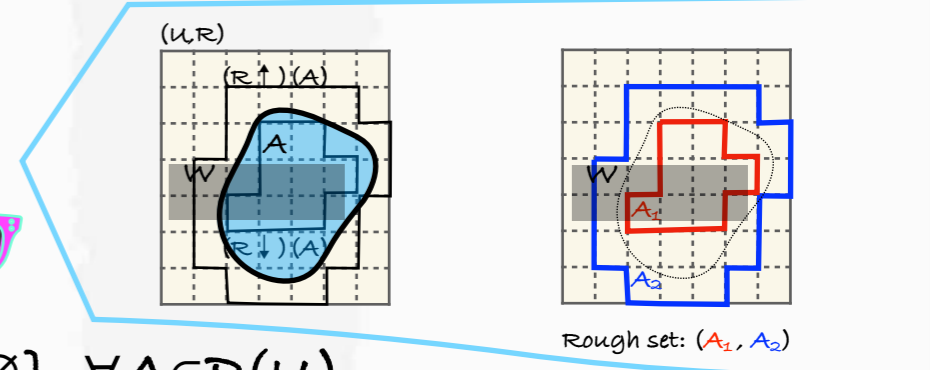 (U,R)
(R↑)(A)
A
W
(R↓)(A)
W
A₁
A₂
Rough set: (A₁, A₂)
∀A⊆P(U)